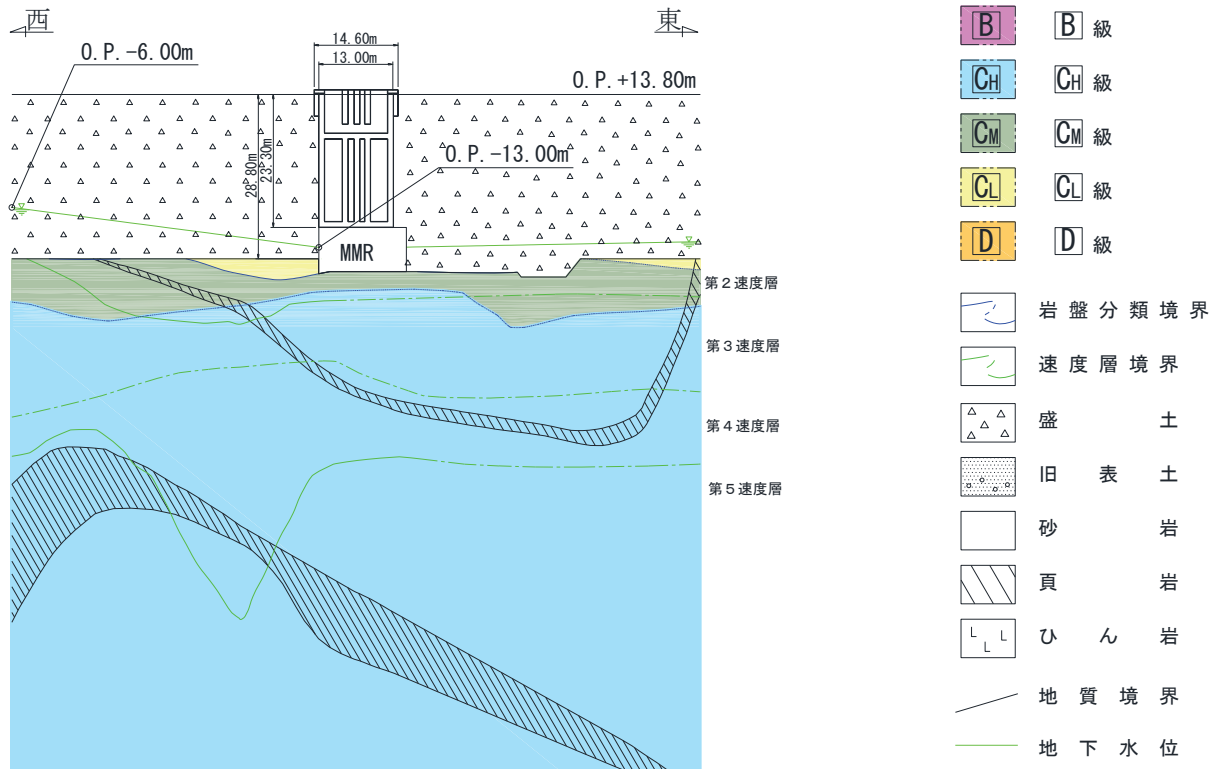 西
東
O.P.-6.00m
14.60m
13.00m
O.P.+13.80m
28.80m
23.30m
O.P.-13.00m
MMR
第2速度層
第3速度層
第4速度層
第5速度層
B B 級
CH CH 級
CM CM 級
CL CL 級
D D 級
岩盤分類境界
速度層境界
盛土
旧表土
砂岩
頁岩
ひん岩
地質境界
地下水位